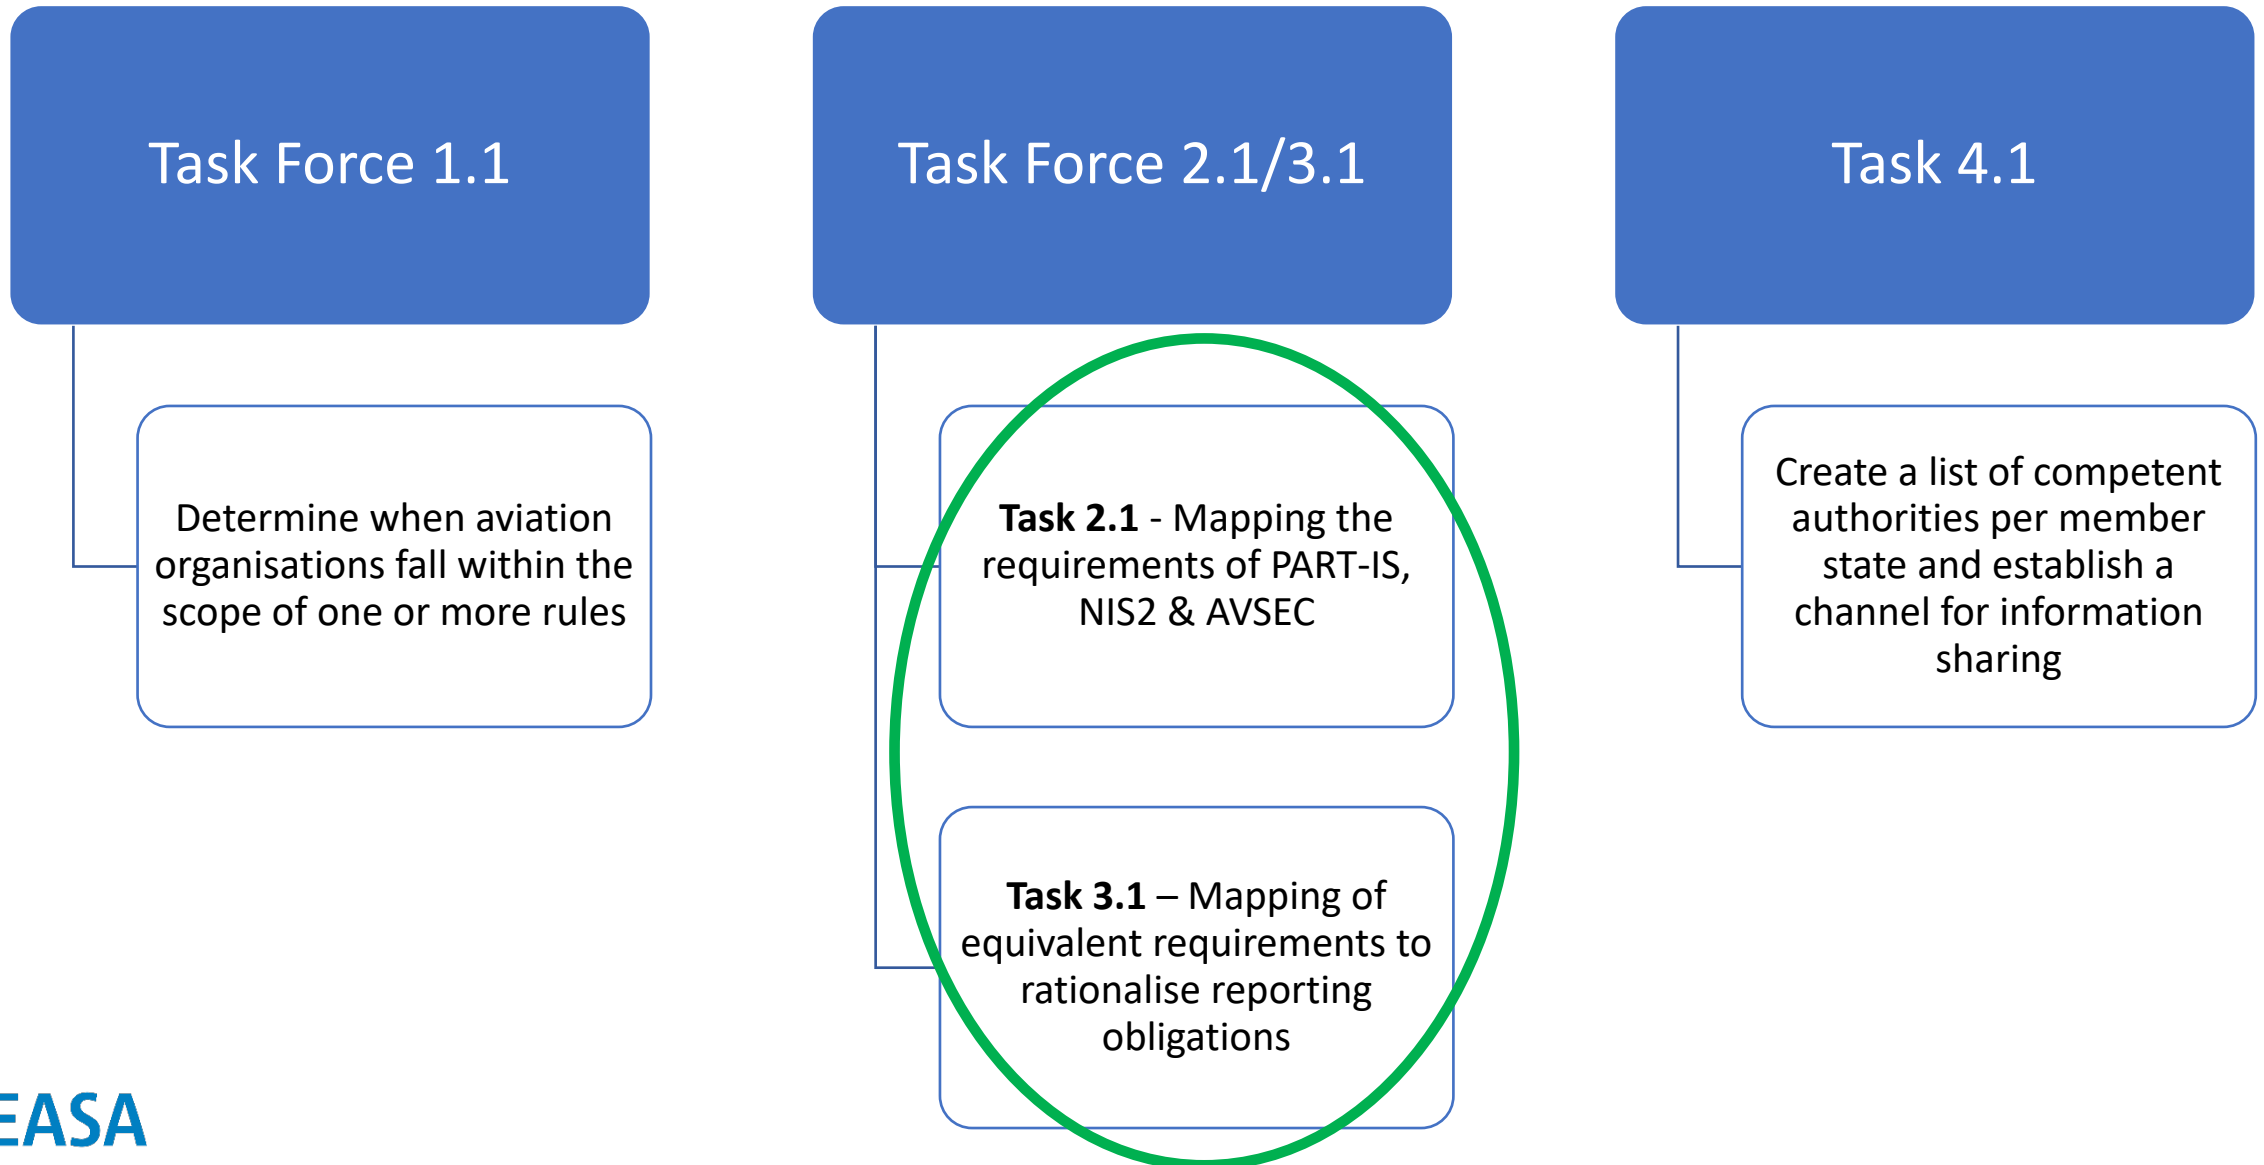 Task Force 1.1
Determine when aviation
organisations fall within the
scope of one or more rules
Task Force 2.1/3.1
Task 2.1 - Mapping the
requirements of PART-IS,
NIS2 & AVSEC
Task 3.1 – Mapping of
equivalent requirements to
rationalise reporting
obligations
Task 4.1
Create a list of competent
authorities per member
state and establish a
channel for information
sharing
EASA